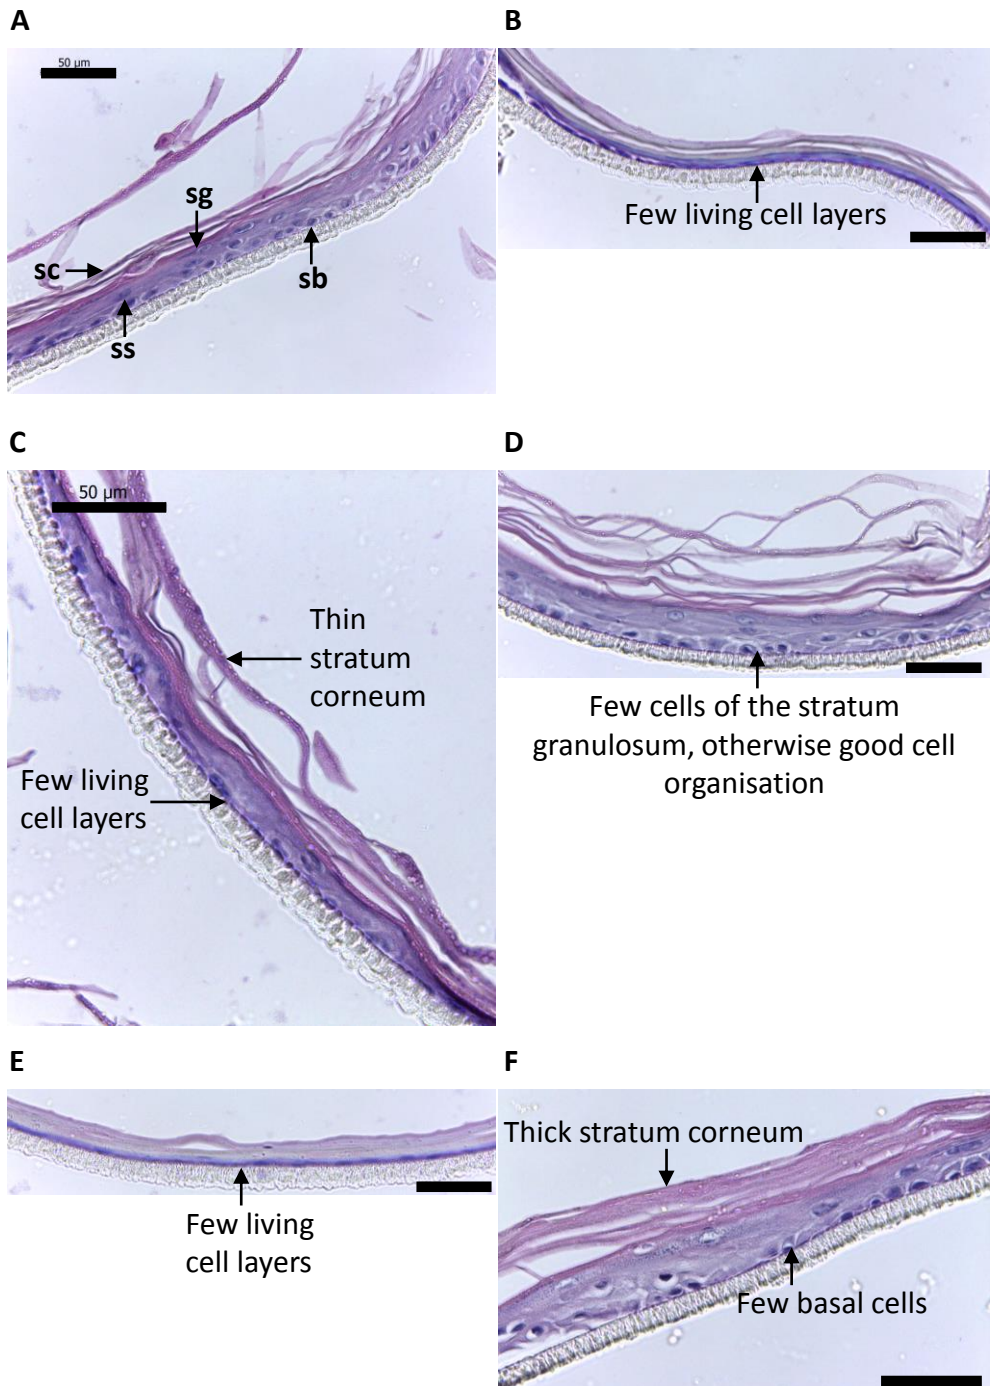 A
50 µm
sg
sc
sb
ss
B
Few living cell layers
C
50 µm
Thin
stratum
corneum
Few living
cell layers
D
Few cells of the stratum
granulosum, otherwise good cell
organisation
E
Few living
cell layers
F
Thick stratum corneum
Few basal cells